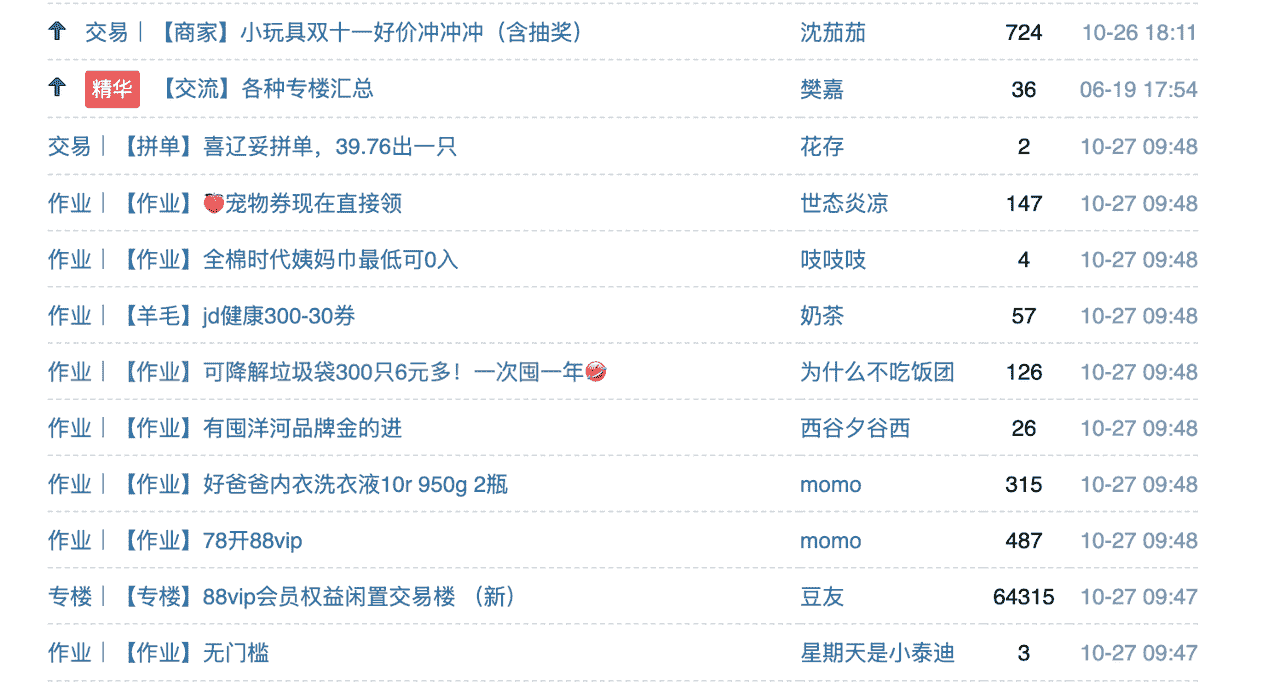 交易｜【商家】小玩具双十一好价冲冲冲（含抽奖） 沈茄茄 724 10-26 18:11
精华 【交流】各种专楼汇总 樊嘉 36 06-19 17:54
交易｜【拼单】喜辽妥拼单，39.76出一只 花存 2 10-27 09:48
作业｜【作业】🍑宠物券现在直接领 世态炎凉 147 10-27 09:48
作业｜【作业】全棉时代姨妈巾最低可0入 吱吱吱 4 10-27 09:48
作业｜【羊毛】jd健康300-30券 奶茶 57 10-27 09:48
作业｜【作业】可降解垃圾袋300只6元多！一次囤一年🤣 为什么不吃饭团 126 10-27 09:48
作业｜【作业】有囤洋河品牌金的进 西谷夕谷西 26 10-27 09:48
作业｜【作业】好爸爸内衣洗衣液10r 950g 2瓶 momo 315 10-27 09:48
作业｜【作业】78开88vip momo 487 10-27 09:48
专楼｜【专楼】88vip会员权益闲置交易楼 （新） 豆友 64315 10-27 09:47
作业｜【作业】无门槛 星期天是小泰迪 3 10-27 09:47